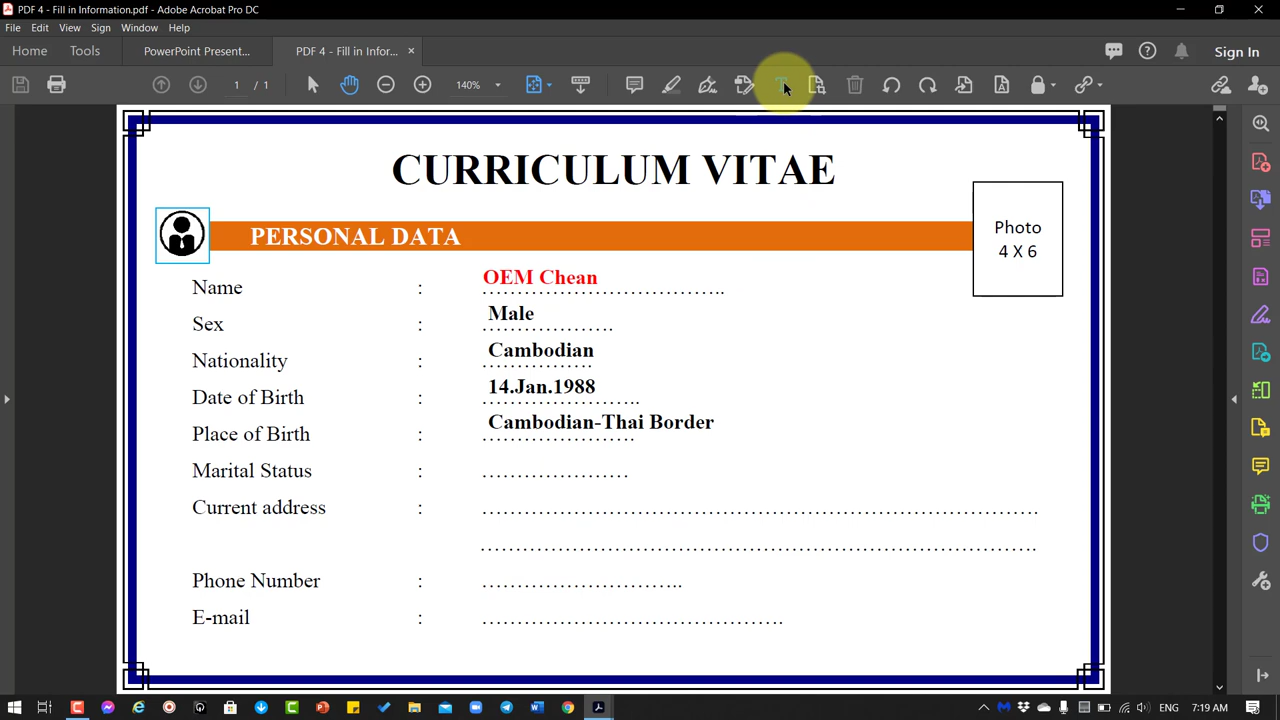 PDF 4 - Fill in Information.pdf - Adobe Acrobat Pro DC
File Edit View Sign Window Help
Home Tools PowerPoint Present... PDF 4 - Fill in Infor... × Sign In
1 / 1 140%
CURRICULUM VITAE
Photo
4 X 6
PERSONAL DATA
Name : OEM Chean
Sex : Male
Nationality : Cambodian
Date of Birth : 14.Jan.1988
Place of Birth : Cambodian-Thai Border
Marital Status : ...................
Current address : ...............................................................
...............................................................
Phone Number : ........................
E-mail : ...................................
ENG 7:19 AM